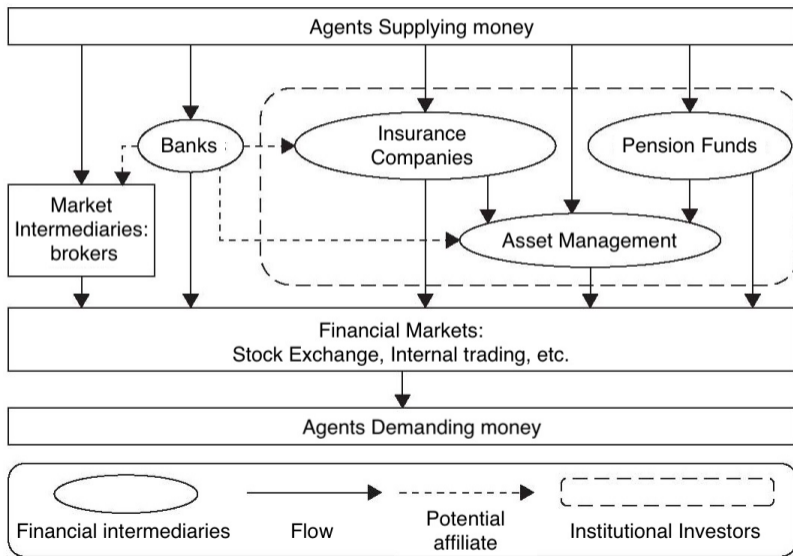 Agents Supplying money
Banks
Insurance
Companies
Pension Funds
Market
Intermediaries:
brokers
Asset Management
Financial Markets:
Stock Exchange, Internal trading, etc.
Agents Demanding money
Financial intermediaries
Flow
Potential
affiliate
Institutional Investors